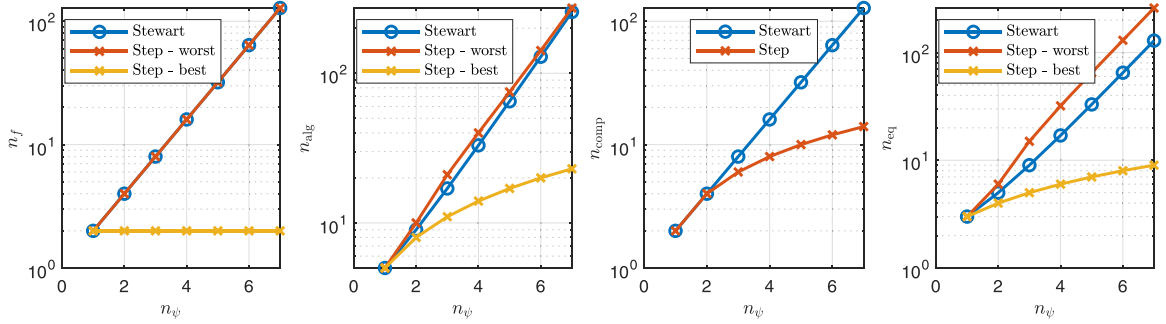 10^2
10^1
10^0
n_f
Stewart
Step - worst
Step - best
0
2
4
6
n_ψ
10^2
10^1
n_alg
Stewart
Step - worst
Step - best
0
2
4
6
n_ψ
10^2
10^1
10^0
n_comp
Stewart
Step
0
2
4
6
n_ψ
10^2
10^1
10^0
n_eq
Stewart
Step - worst
Step - best
0
2
4
6
n_ψ